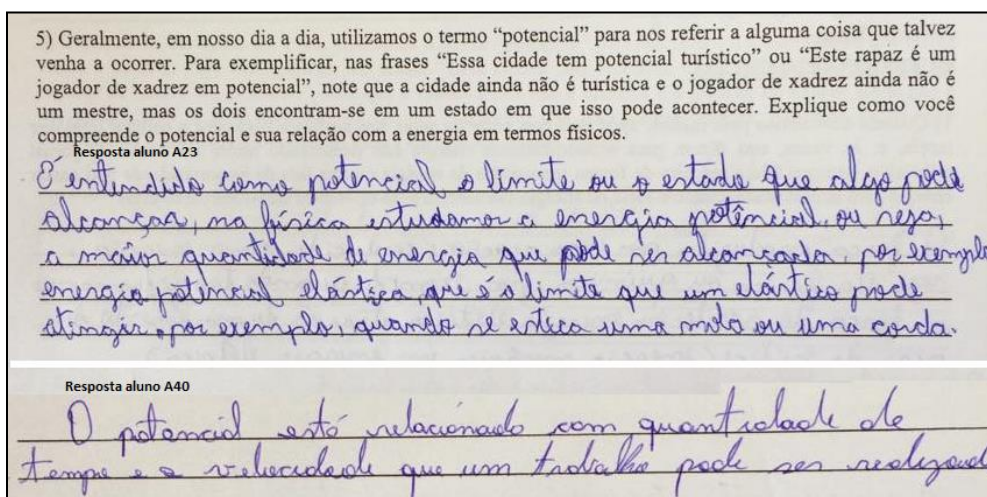 5) Geralmente, em nosso dia a dia, utilizamos o termo “potencial” para nos referir a alguma coisa que talvez
venha a ocorrer. Para exemplificar, nas frases “Essa cidade tem potencial turístico” ou “Este rapaz é um
jogador de xadrez em potencial”, note que a cidade ainda não é turística e o jogador de xadrez ainda não é
um mestre, mas os dois encontram-se em um estado em que isso pode acontecer. Explique como você
compreende o potencial e sua relação com a energia em termos físicos.
Resposta aluno A23
É entendido como potencial o limite ou o estado que algo pode
alcançar, na física estudamos a energia potencial, ou seja,
a maior quantidade de energia que pode ser alcançada, por exemplo
energia potencial elástica, que é o limite que um elástico pode
atingir, por exemplo, quando se estica uma mola ou uma corda.
Resposta aluno A40
O potencial está relacionado com quantidade de
tempo e a velocidade que um trabalho pode ser realizad